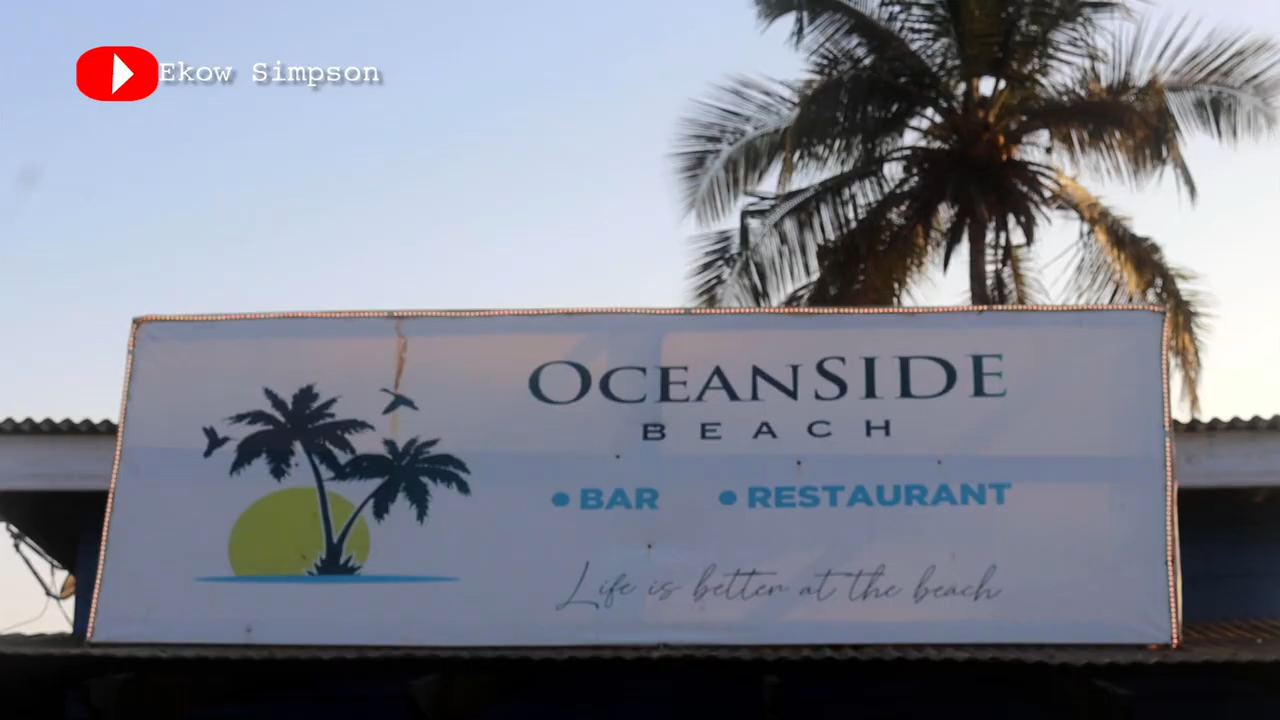 Ekow Simpson
OCEANSIDE
BEACH
• BAR • RESTAURANT
Life is better at the beach